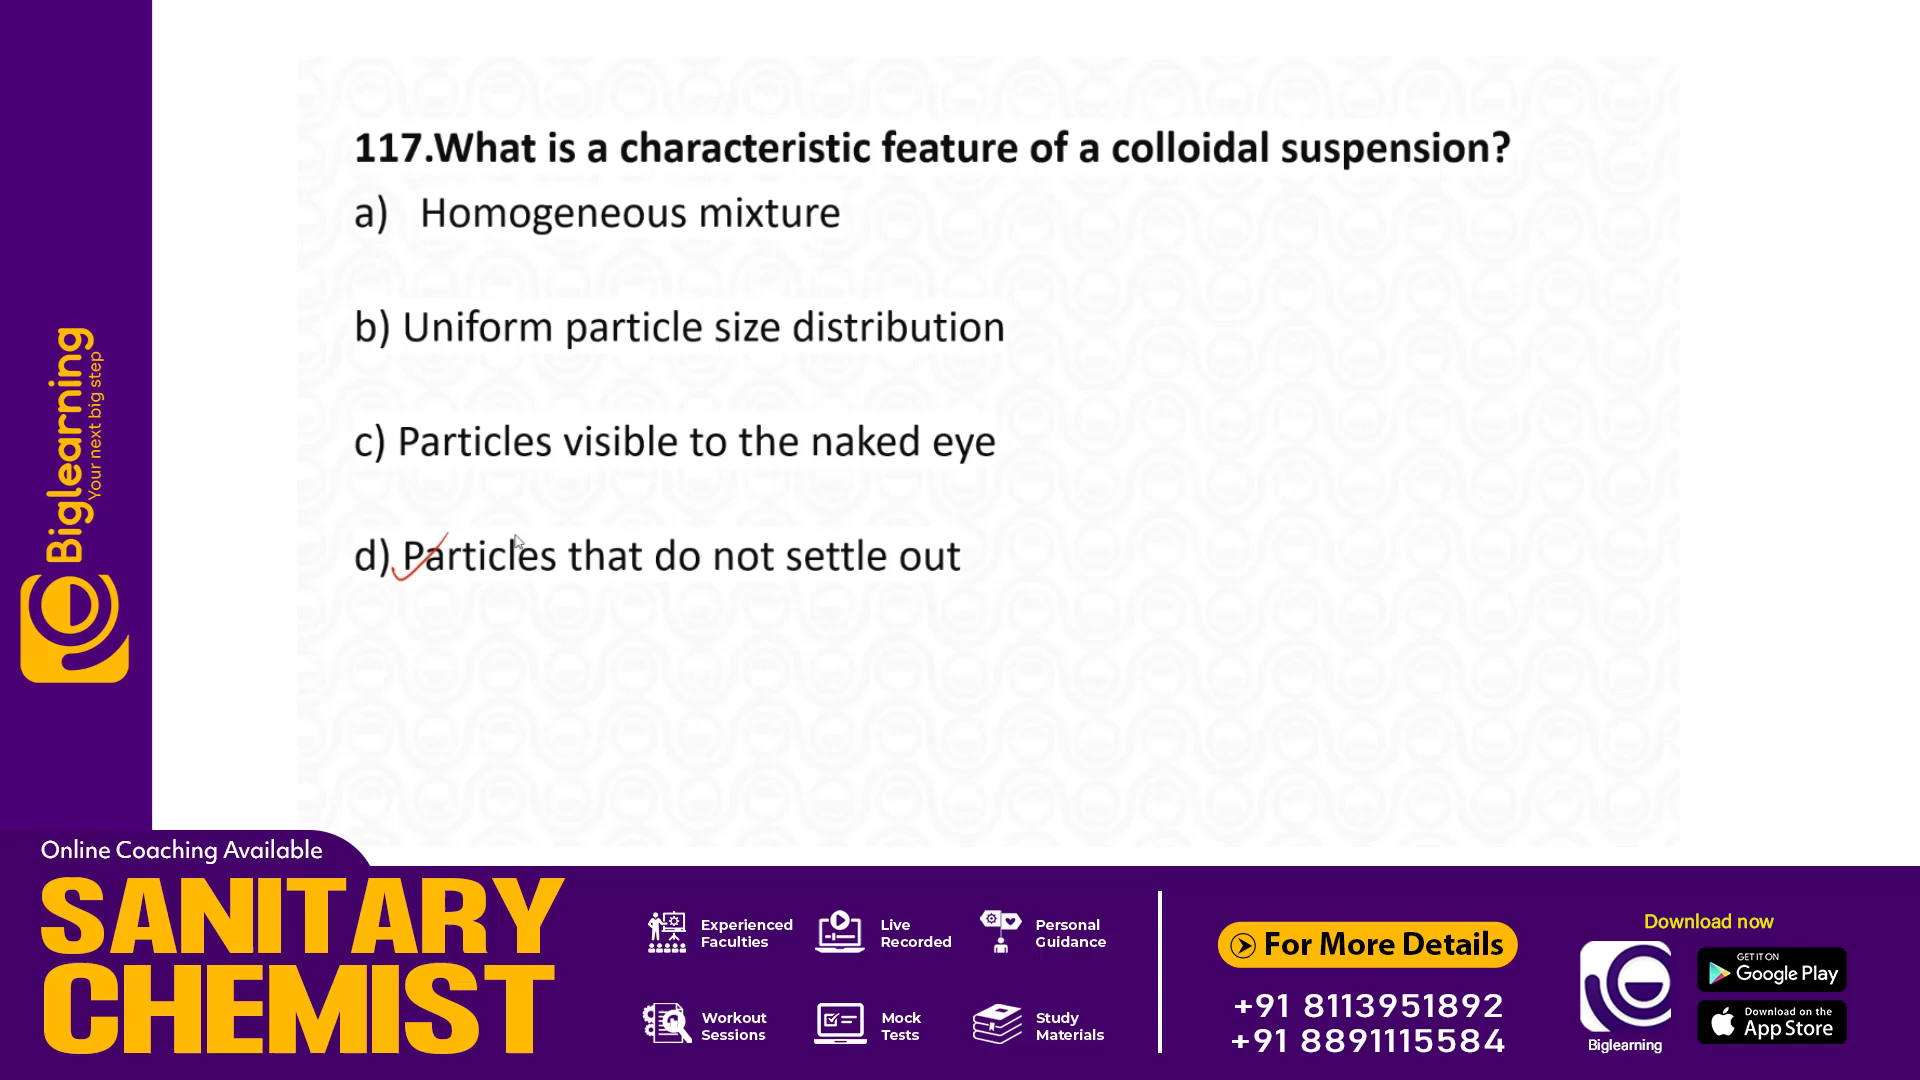 117.What is a characteristic feature of a colloidal suspension?
a) Homogeneous mixture
b) Uniform particle size distribution
c) Particles visible to the naked eye
d) Particles that do not settle out
Biglearning
Your next big step
Online Coaching Available
SANITARY
CHEMIST
Experienced
Faculties
Live
Recorded
Personal
Guidance
Workout
Sessions
Mock
Tests
Study
Materials
For More Details
+91 8113951892
+91 8891115584
Download now
Biglearning
GET IT ON
Google Play
Download on the
App Store